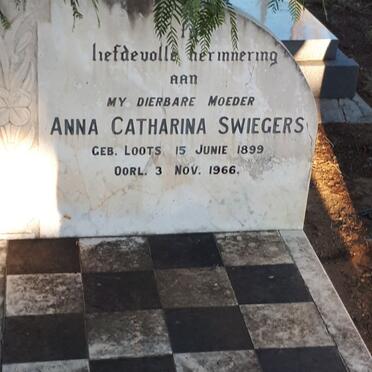 liefdevolle herinnering
aan
MY DIERBARE MOEDER
ANNA CATHARINA SWIEGERS
GEB. LOOTS 15 JUNIE 1899
OORL. 3 NOV. 1966.